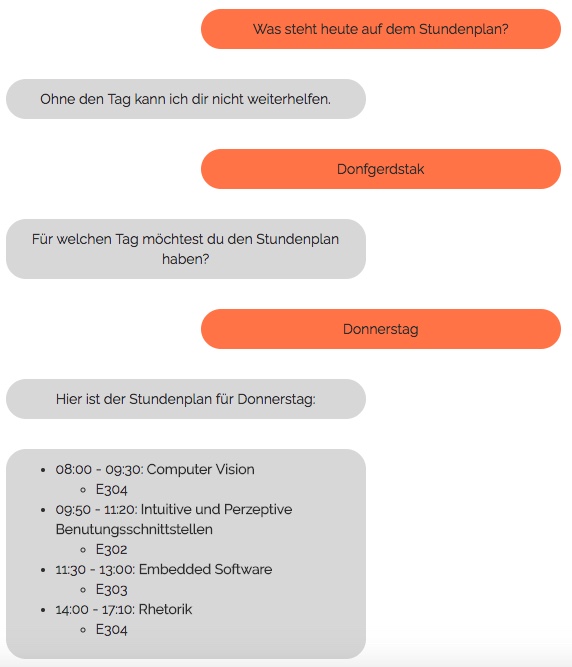 Was steht heute auf dem Stundenplan?
Ohne den Tag kann ich dir nicht weiterhelfen.
Donfgerdstak
Für welchen Tag möchtest du den Stundenplan
haben?
Donnerstag
Hier ist der Stundenplan für Donnerstag:
08:00 - 09:30: Computer Vision
E304
09:50 - 11:20: Intuitive und Perzeptive
Benutungsschnittstellen
E302
11:30 - 13:00: Embedded Software
E303
14:00 - 17:10: Rhetorik
E304